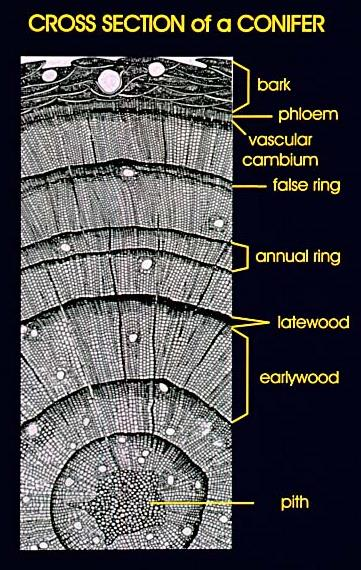 CROSS SECTION of a CONIFER
bark
phloem
vascular
cambium
false ring
annual ring
latewood
earlywood
pith